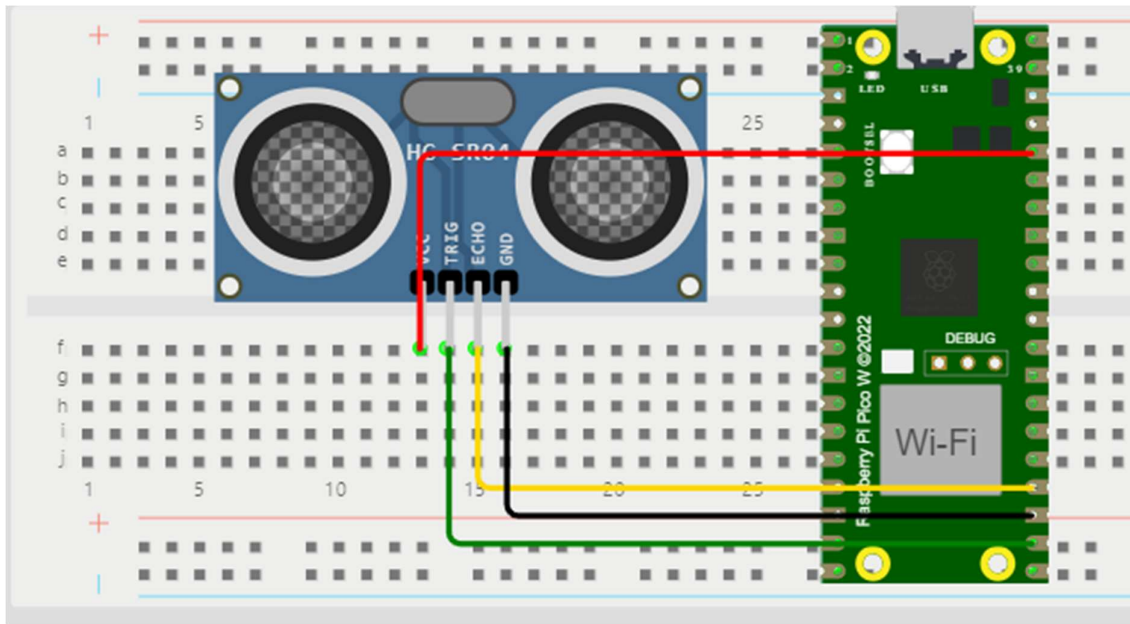 +
1
2
39
LED
USB
1
5
25
BOOTSEL
a
b
c
d
e
HC SR04
VCC
TRIG
ECHO
GND
f
g
h
i
j
DEBUG
Raspberry Pi Pico W ©2022
Wi-Fi
1
5
10
15
20
25
+